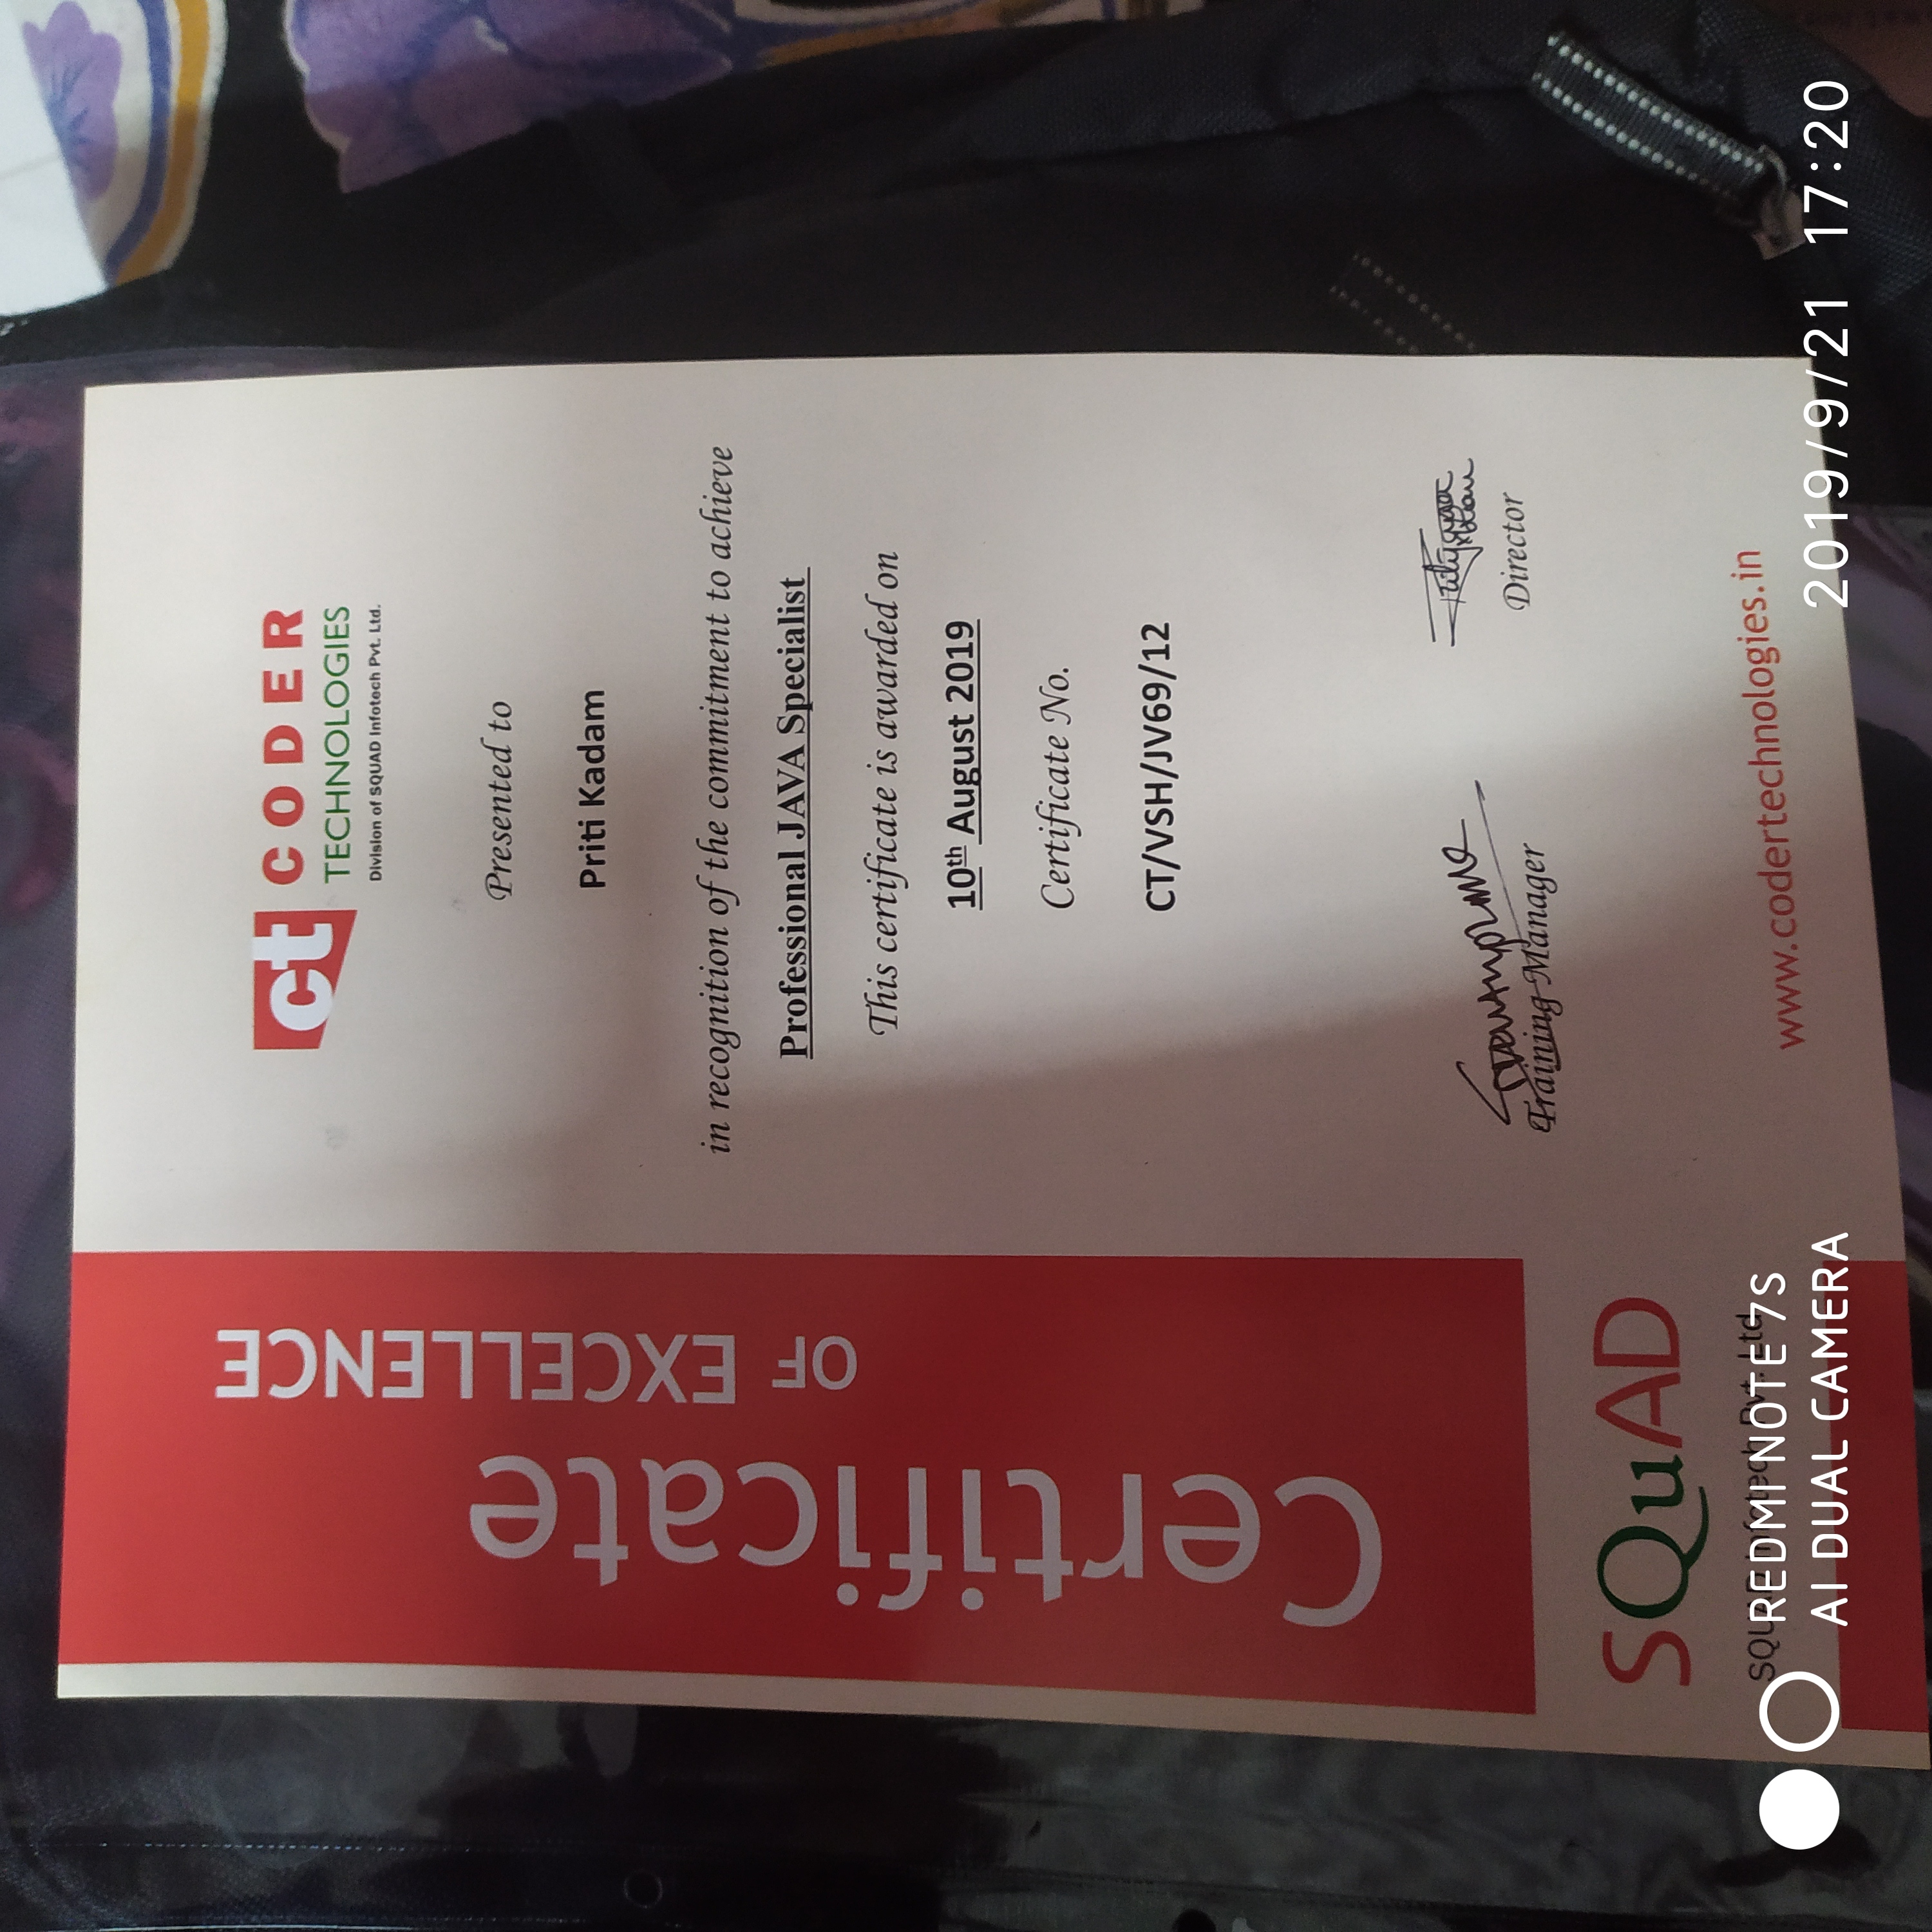 Certificate
OF EXCELLENCE
ct CODER
TECHNOLOGIES
Division of SQUAD Infotech Pvt. Ltd.
Presented to
Priti Kadam
in recognition of the commitment to achieve
Professional JAVA Specialist
This certificate is awarded on
10th August 2019
Certificate No.
CT/VSH/JV69/12
Training Manager
Director
SQuAD
SQUAD Infotech Pvt. Ltd
www.codertechnologies.in
REDMI NOTE 7S
AI DUAL CAMERA
2019/9/21 17:20